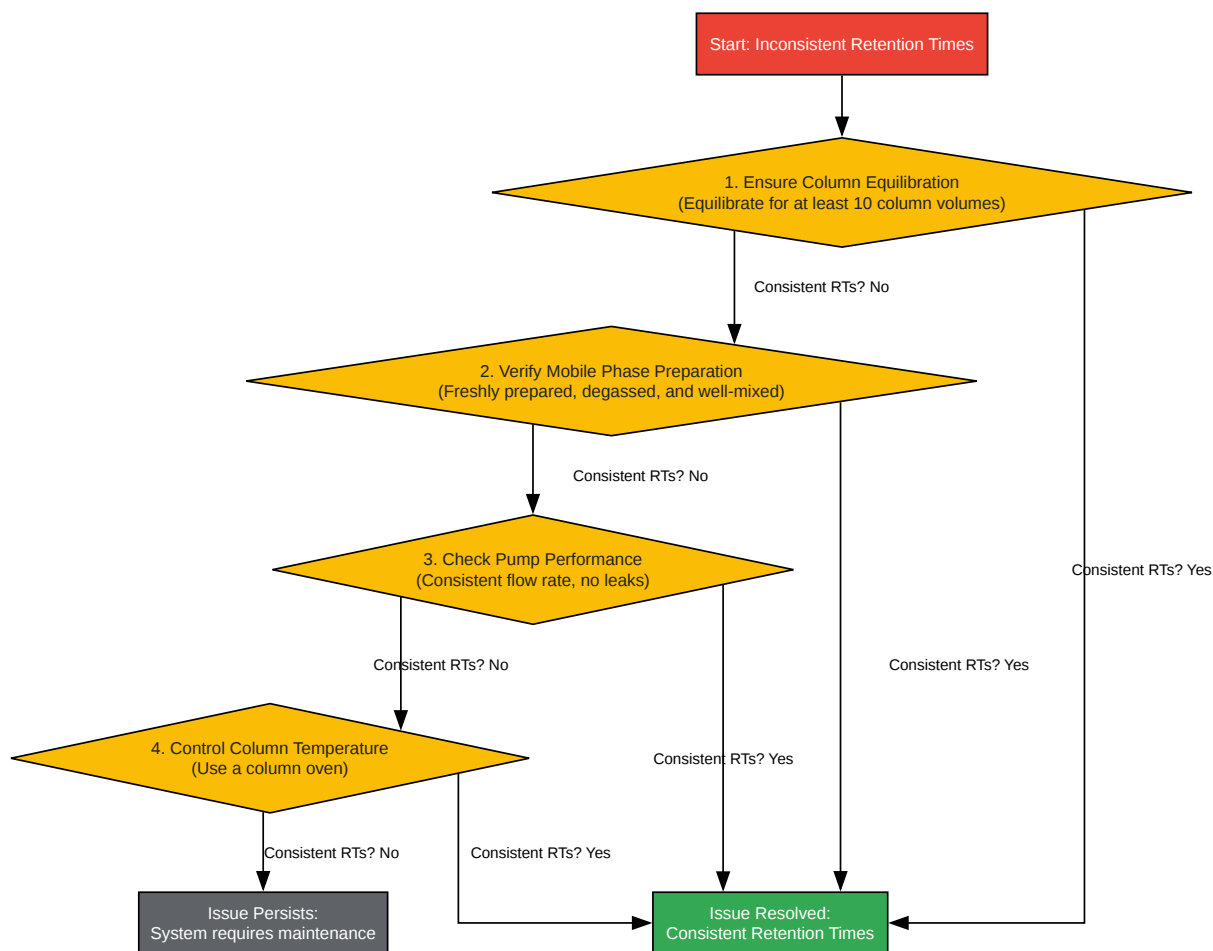 Start: Inconsistent Retention Times
1. Ensure Column Equilibration
(Equilibrate for at least 10 column volumes)
Consistent RTs? No
2. Verify Mobile Phase Preparation
(Freshly prepared, degassed, and well-mixed)
Consistent RTs? No
3. Check Pump Performance
(Consistent flow rate, no leaks)
Consistent RTs? Yes
Consistent RTs? No
Consistent RTs? Yes
4. Control Column Temperature
(Use a column oven)
Consistent RTs? Yes
Consistent RTs? No
Consistent RTs? Yes
Issue Persists:
System requires maintenance
Issue Resolved:
Consistent Retention Times